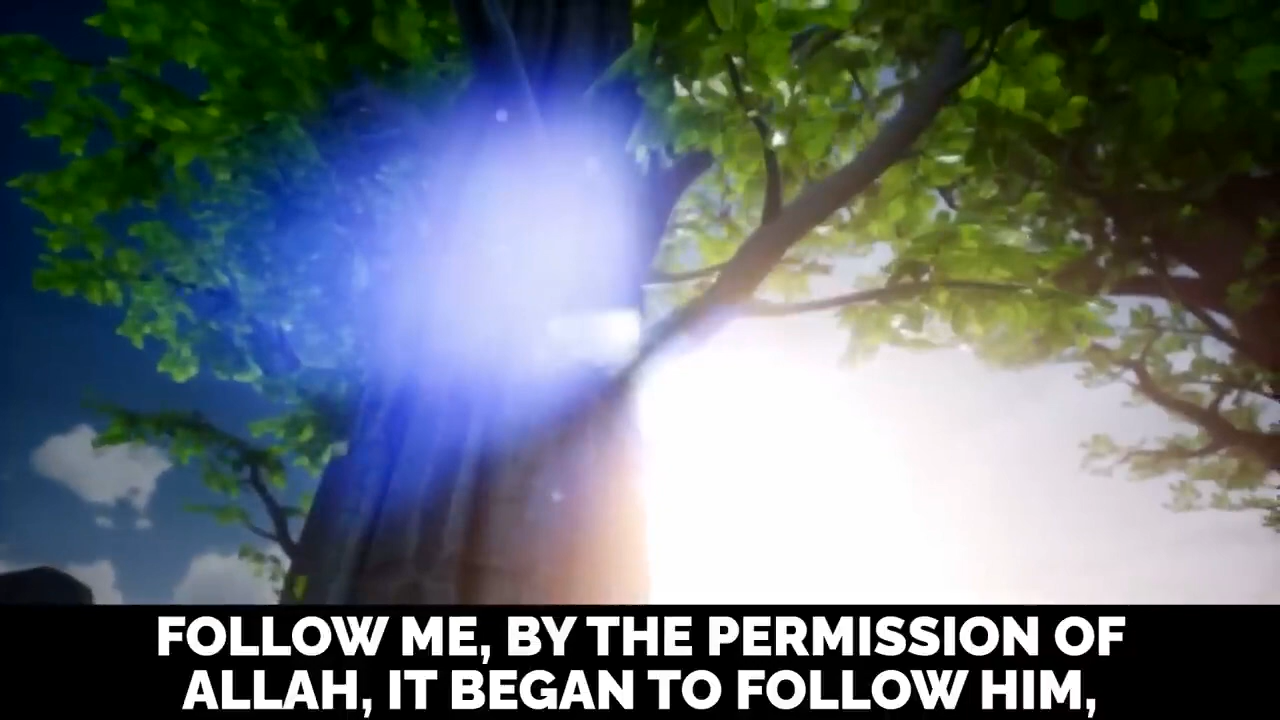 FOLLOW ME, BY THE PERMISSION OF
ALLAH, IT BEGAN TO FOLLOW HIM,